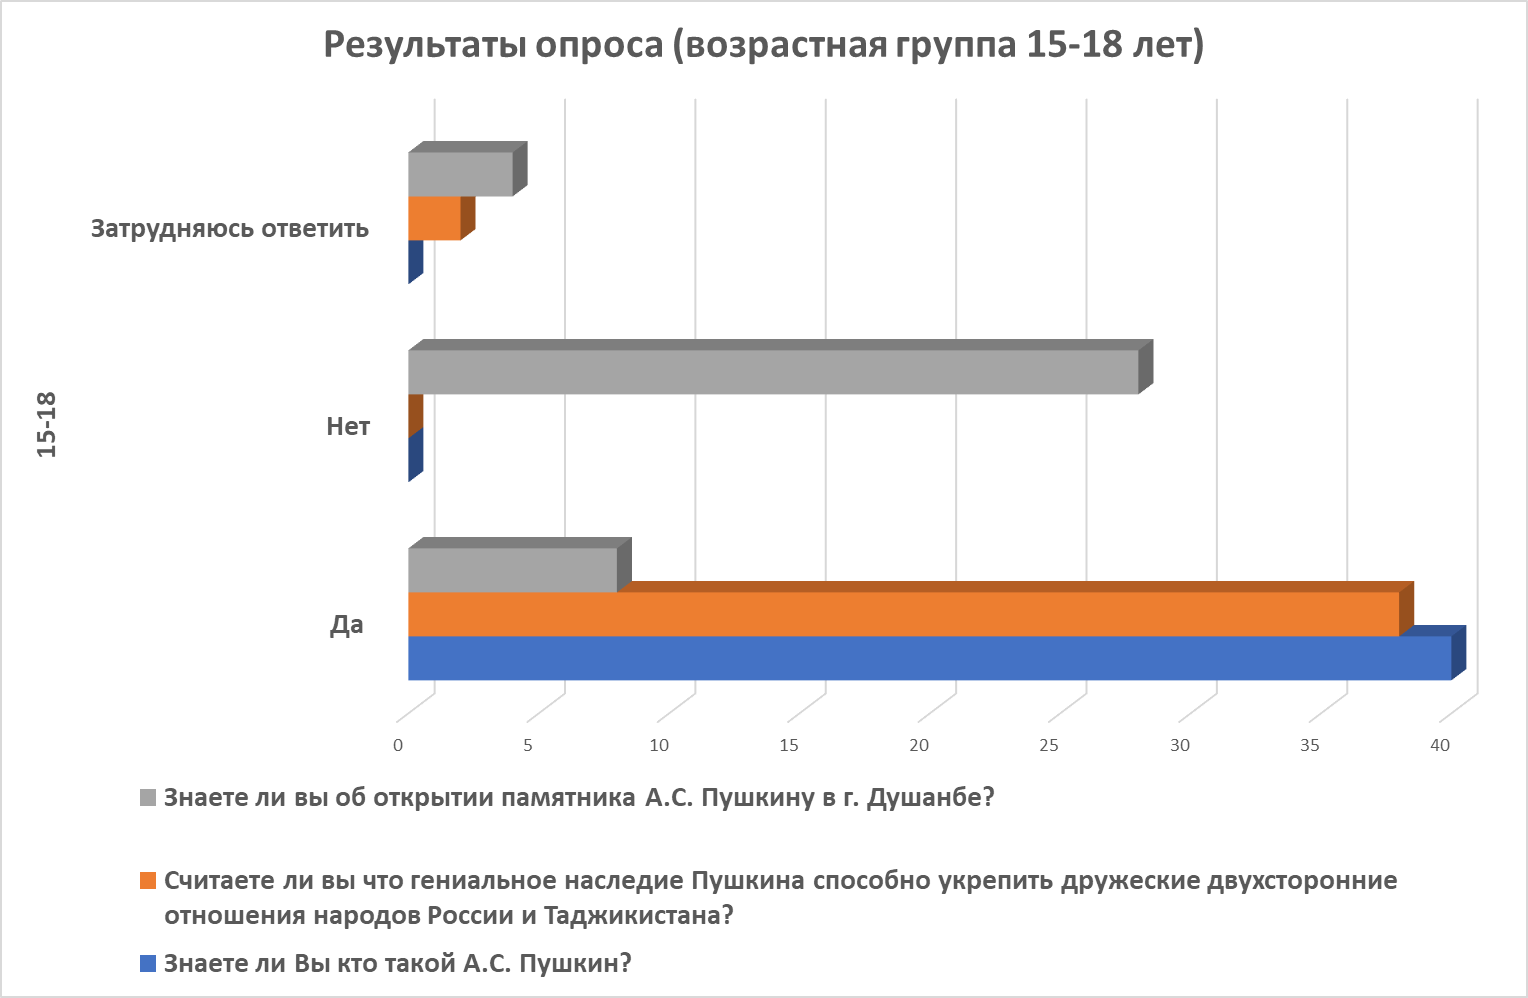 Результаты опроса (возрастная группа 15-18 лет)
Затрудняюсь ответить
Нет
Да
15-18
0 5 10 15 20 25 30 35 40
Знаете ли вы об открытии памятника А.С. Пушкину в г. Душанбе?
Считаете ли вы что гениальное наследие Пушкина способно укрепить дружеские двухсторонние
отношения народов России и Таджикистана?
Знаете ли Вы кто такой А.С. Пушкин?